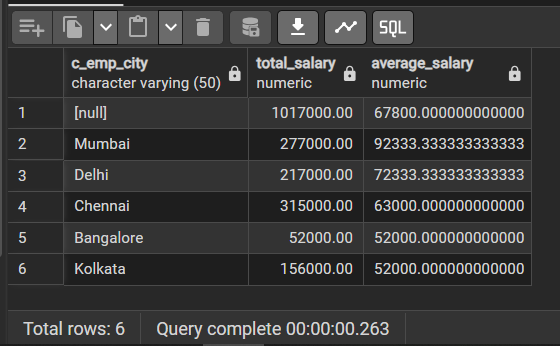 SQL
c_emp_city total_salary average_salary
character varying (50) numeric numeric
1 [null] 1017000.00 67800.000000000000
2 Mumbai 277000.00 92333.333333333333
3 Delhi 217000.00 72333.333333333333
4 Chennai 315000.00 63000.000000000000
5 Bangalore 52000.00 52000.000000000000
6 Kolkata 156000.00 52000.000000000000
Total rows: 6 Query complete 00:00:00.263